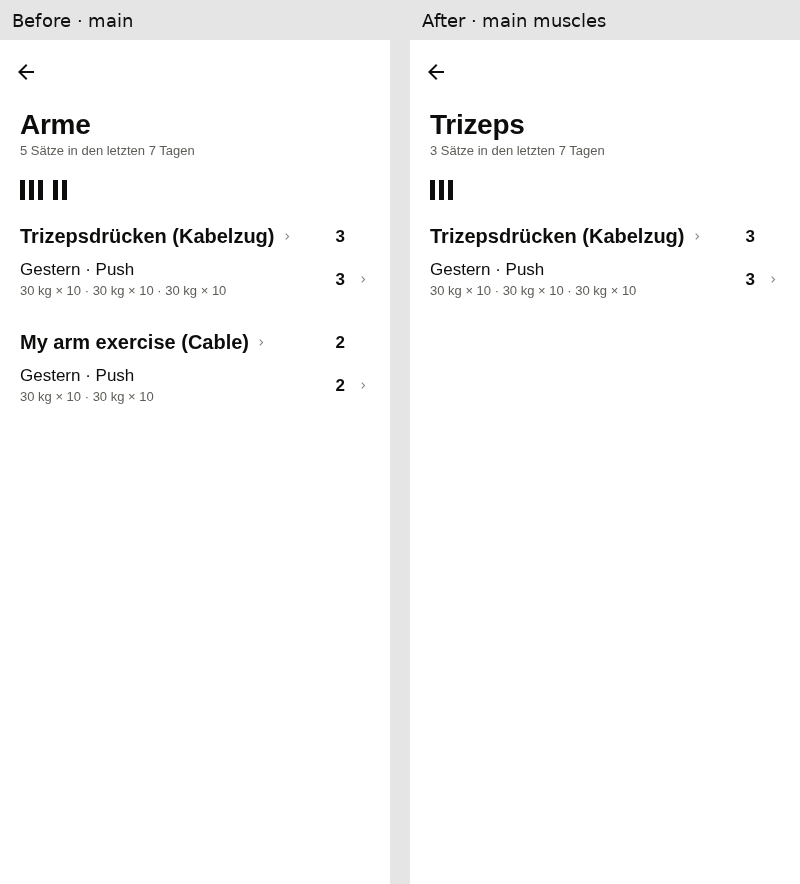 Before · main
Arme
5 Sätze in den letzten 7 Tagen
Trizepsdrücken (Kabelzug) › 3
Gestern · Push
3 ›
30 kg × 10 · 30 kg × 10 · 30 kg × 10
My arm exercise (Cable) › 2
Gestern · Push
2 ›
30 kg × 10 · 30 kg × 10
After · main muscles
Trizeps
3 Sätze in den letzten 7 Tagen
Trizepsdrücken (Kabelzug) › 3
Gestern · Push
3 ›
30 kg × 10 · 30 kg × 10 · 30 kg × 10